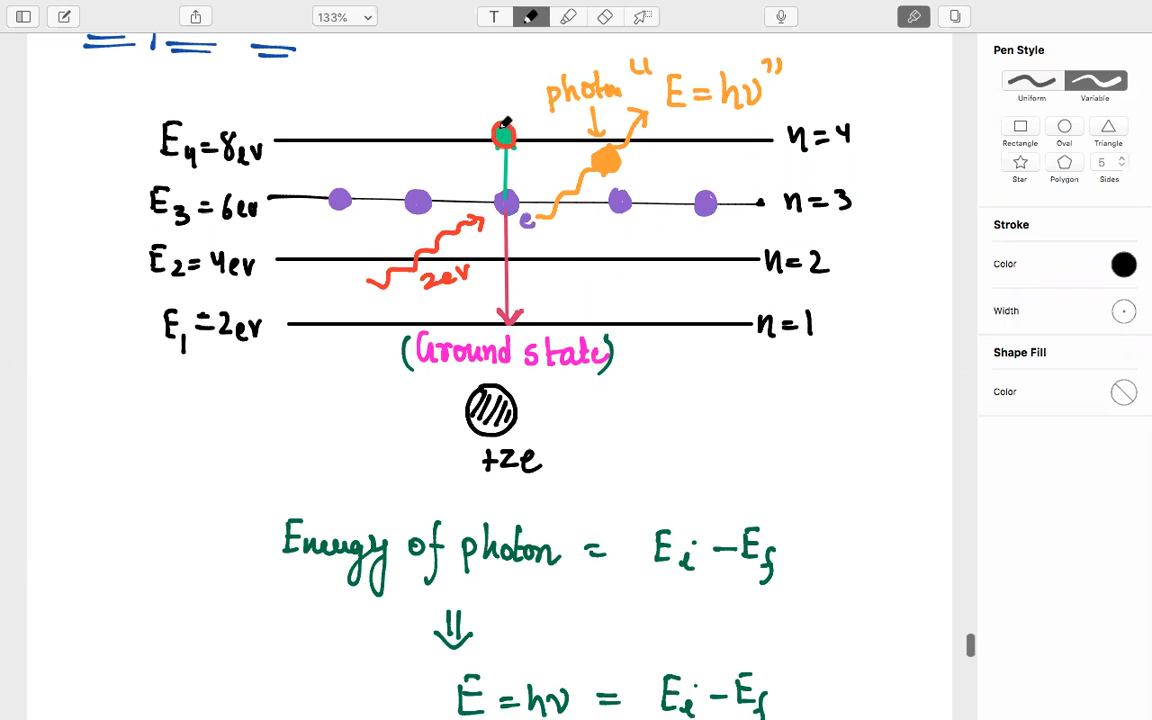 133%
T
Pen Style
Uniform
Variable
Rectangle
Oval
Triangle
Star
Polygon
5
Sides
Stroke
Color
Width
Shape Fill
Color
photon " E = hν "
E4 = 8ev
n = 4
E3 = 6ev
e
n = 3
E2 = 4ev
2ev
n = 2
E1 = 2ev
n = 1
(Ground state)
+ze
Energy of photon = Ei - Ef
⇓
E = hν = Ei - Ef